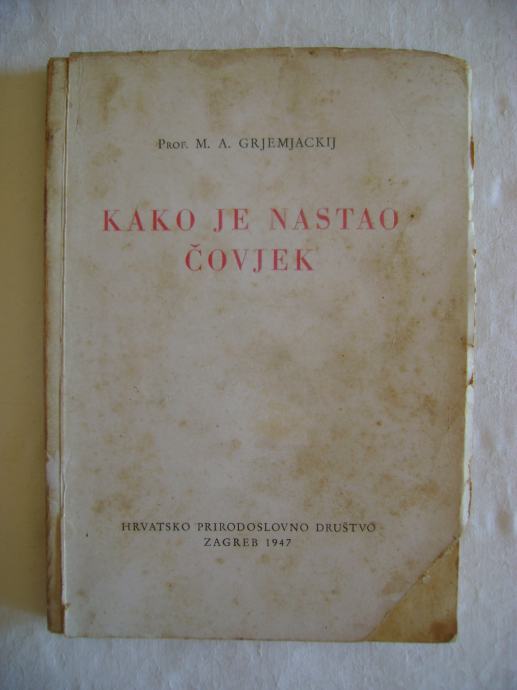 Prof. M. A. GRJEMJACKIJ
KAKO JE NASTAO
ČOVJEK
HRVATSKO PRIRODOSLOVNO DRUŠTVO
ZAGREB 1947